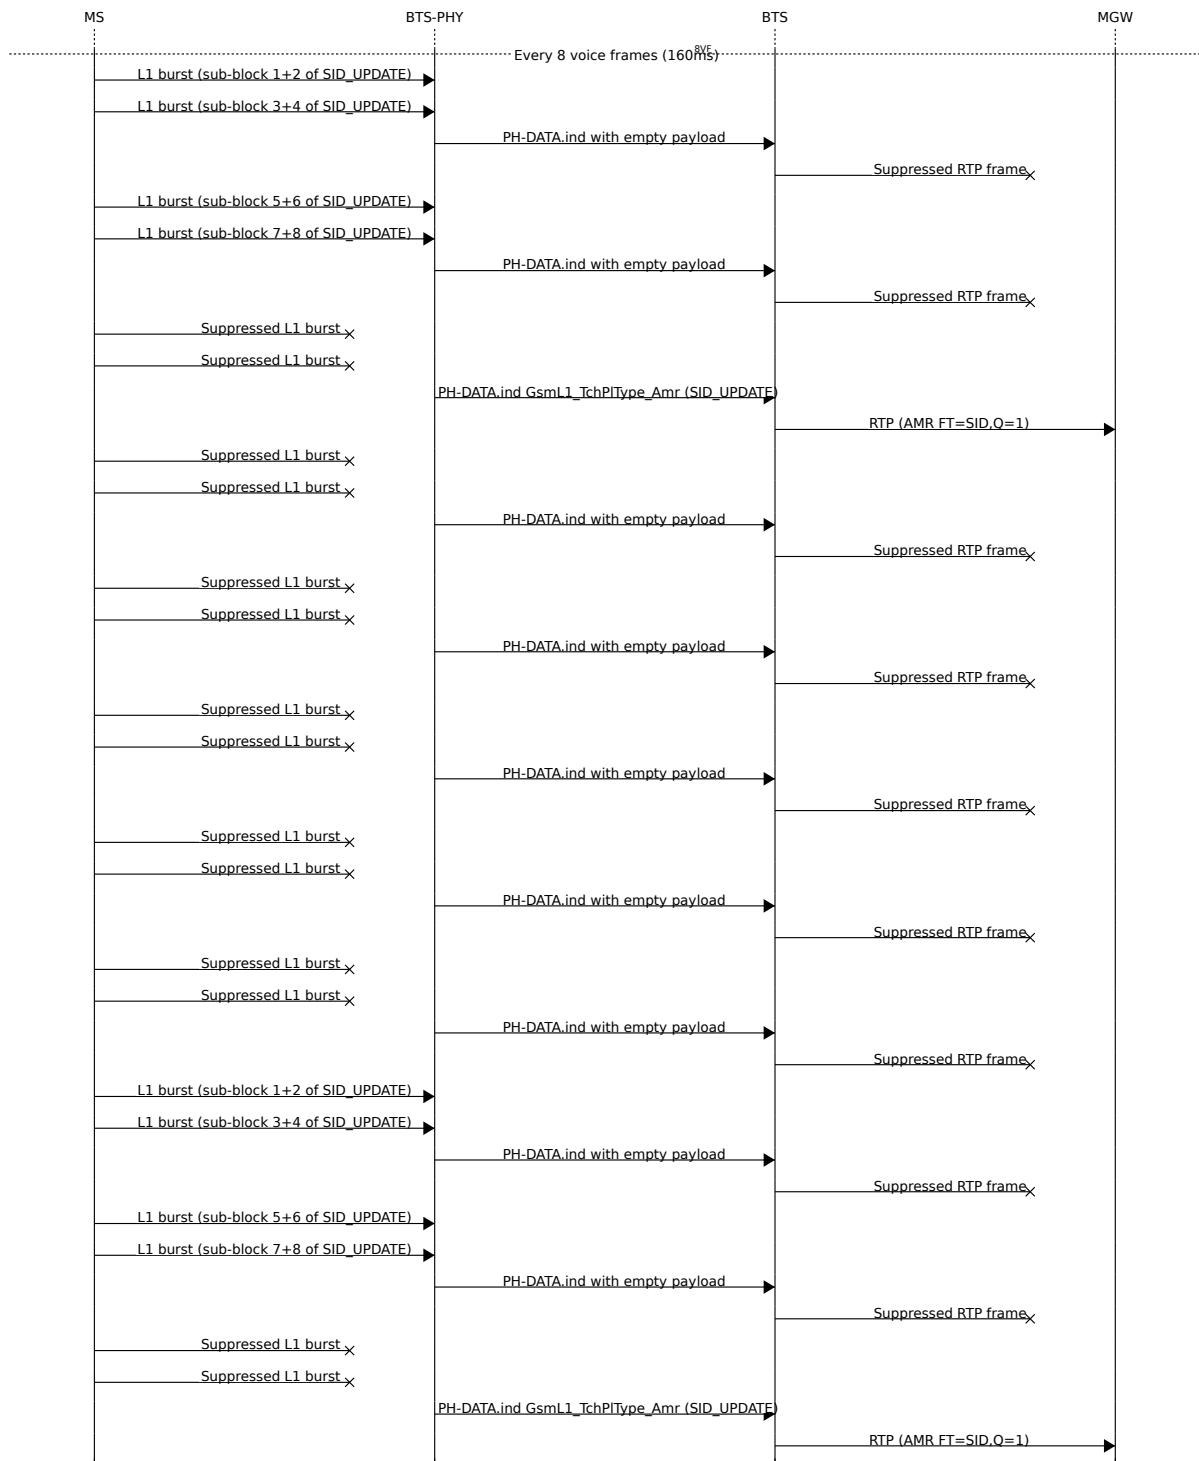 MS BTS-PHY BTS MGW
Every 8 voice frames (160ms) 8VF
L1 burst (sub-block 1+2 of SID_UPDATE)
L1 burst (sub-block 3+4 of SID_UPDATE)
PH-DATA.ind with empty payload
Suppressed RTP frame
L1 burst (sub-block 5+6 of SID_UPDATE)
L1 burst (sub-block 7+8 of SID_UPDATE)
PH-DATA.ind with empty payload
Suppressed RTP frame
Suppressed L1 burst
Suppressed L1 burst
PH-DATA.ind GsmL1_TchPlType_Amr (SID_UPDATE)
RTP (AMR FT=SID,Q=1)
Suppressed L1 burst
Suppressed L1 burst
PH-DATA.ind with empty payload
Suppressed RTP frame
Suppressed L1 burst
Suppressed L1 burst
PH-DATA.ind with empty payload
Suppressed RTP frame
Suppressed L1 burst
Suppressed L1 burst
PH-DATA.ind with empty payload
Suppressed RTP frame
Suppressed L1 burst
Suppressed L1 burst
PH-DATA.ind with empty payload
Suppressed RTP frame
Suppressed L1 burst
Suppressed L1 burst
PH-DATA.ind with empty payload
Suppressed RTP frame
L1 burst (sub-block 1+2 of SID_UPDATE)
L1 burst (sub-block 3+4 of SID_UPDATE)
PH-DATA.ind with empty payload
Suppressed RTP frame
L1 burst (sub-block 5+6 of SID_UPDATE)
L1 burst (sub-block 7+8 of SID_UPDATE)
PH-DATA.ind with empty payload
Suppressed RTP frame
Suppressed L1 burst
Suppressed L1 burst
PH-DATA.ind GsmL1_TchPlType_Amr (SID_UPDATE)
RTP (AMR FT=SID,Q=1)